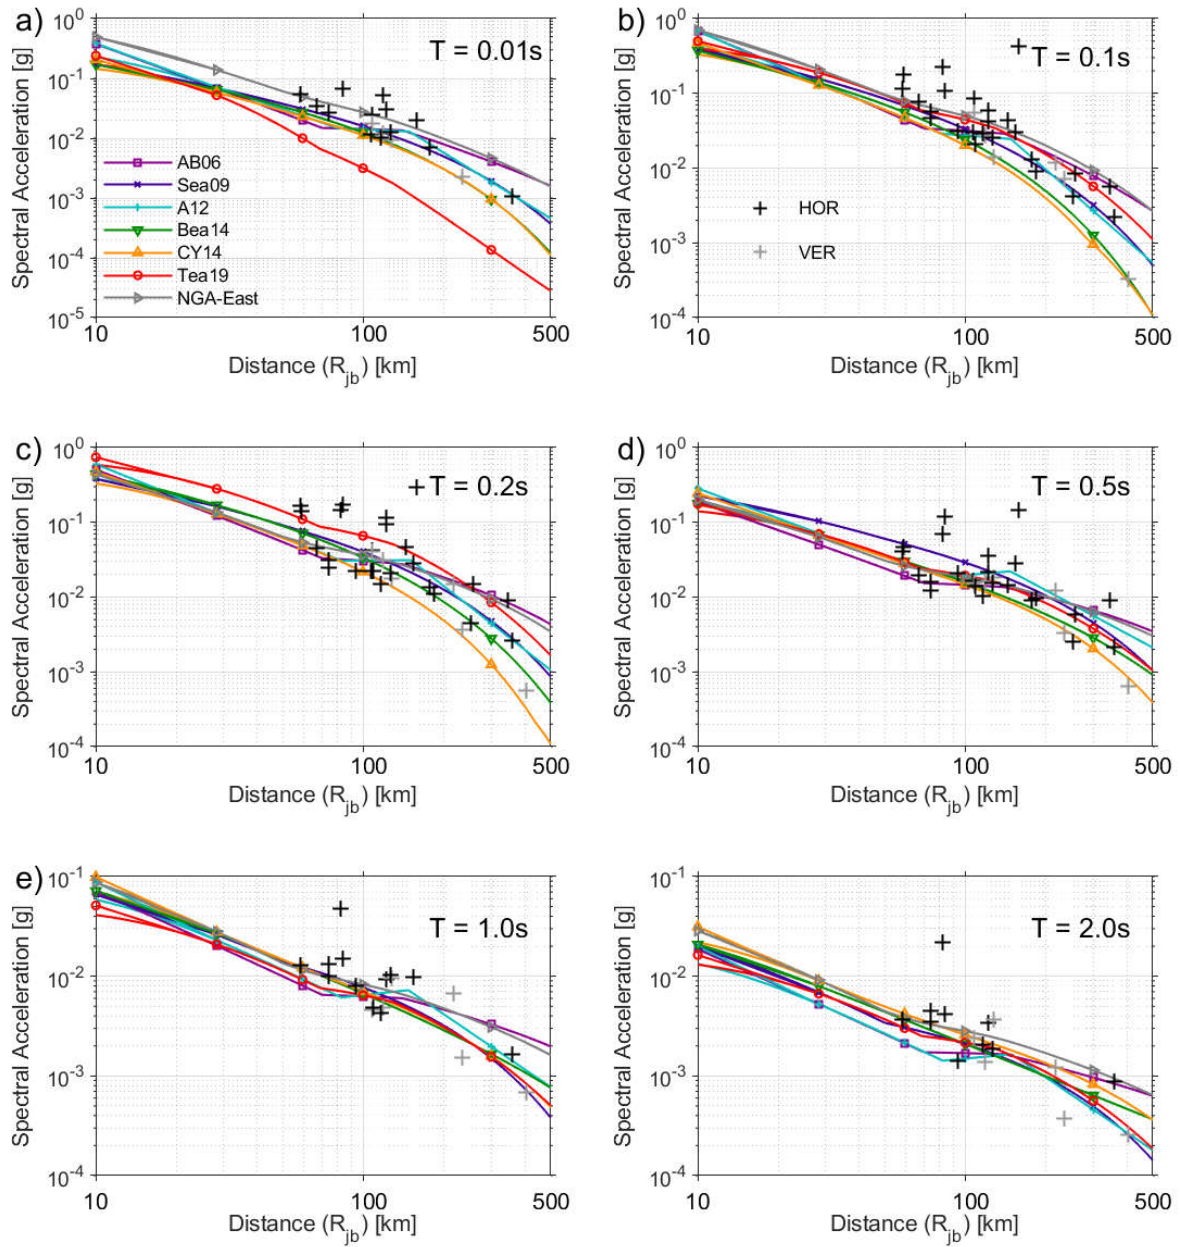 a)
T = 0.01s
Spectral Acceleration [g]
10^0
10^-1
10^-2
10^-3
10^-4
10^-5
AB06
Sea09
A12
Bea14
CY14
Tea19
NGA-East
10 100 500
Distance (R_jb) [km]
b)
T = 0.1s
Spectral Acceleration [g]
10^0
10^-1
10^-2
10^-3
10^-4
HOR
VER
10 100 500
Distance (R_jb) [km]
c)
T = 0.2s
Spectral Acceleration [g]
10^0
10^-1
10^-2
10^-3
10^-4
10 100 500
Distance (R_jb) [km]
d)
T = 0.5s
Spectral Acceleration [g]
10^0
10^-1
10^-2
10^-3
10^-4
10 100 500
Distance (R_jb) [km]
e)
T = 1.0s
Spectral Acceleration [g]
10^-1
10^-2
10^-3
10^-4
10 100 500
Distance (R_jb) [km]
T = 2.0s
Spectral Acceleration [g]
10^-1
10^-2
10^-3
10^-4
10 100 500
Distance (R_jb) [km]